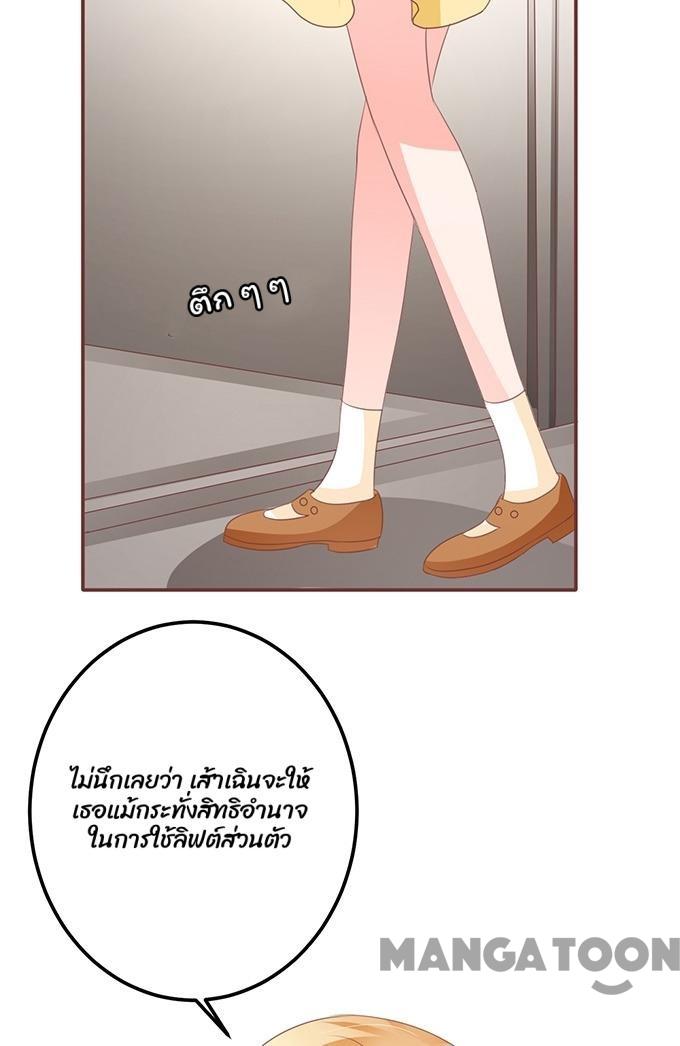 ตึก ๆ ๆ
ไม่นึกเลยว่า เส้าเฉินจะให้
เธอแม้กระทั่งสิทธิอำนาจ
ในการใช้ลิฟต์ส่วนตัว
MANGATOON